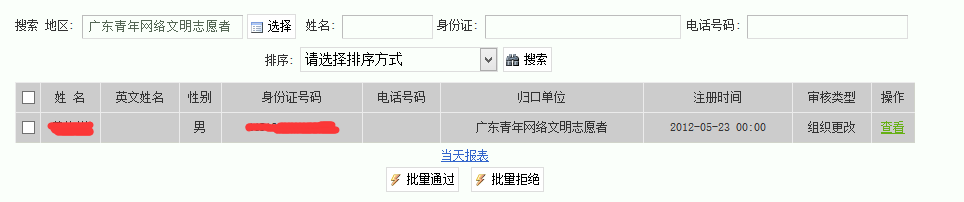 搜索 地区： 广东青年网络文明志愿者 选择 姓名： 身份证： 电话号码：
排序： 请选择排序方式 搜索
姓 名 英文姓名 性别 身份证号码 电话号码 归口单位 注册时间 审核类型 操作
男 广东青年网络文明志愿者 2012-05-23 00:00 组织更改 查看
当天报表
批量通过 批量拒绝